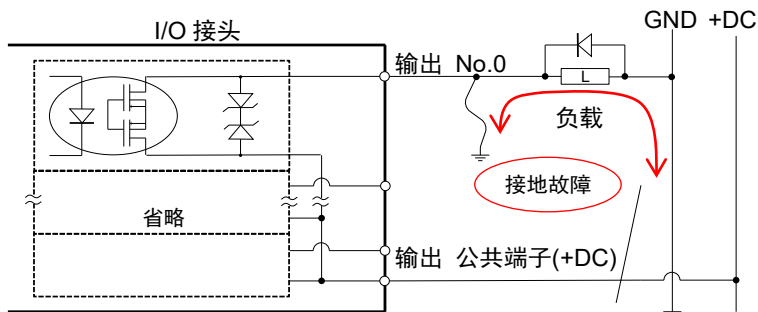 GND +DC
I/O 接头
输出 No.0
L
负载
接地故障
省略
输出 公共端子(+DC)